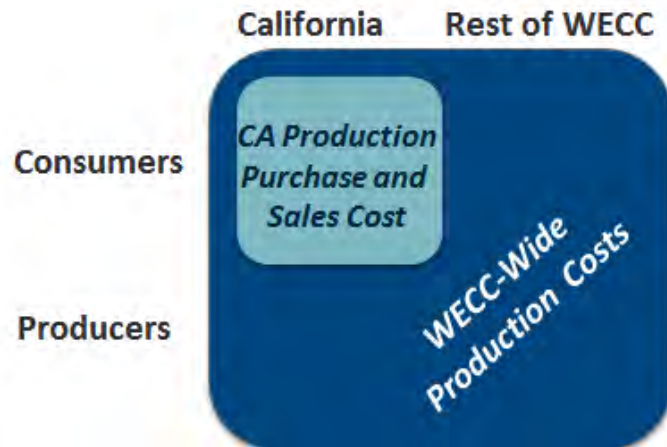 California Rest of WECC
Consumers
CA Production
Purchase and
Sales Cost
Producers
WECC-Wide
Production Costs